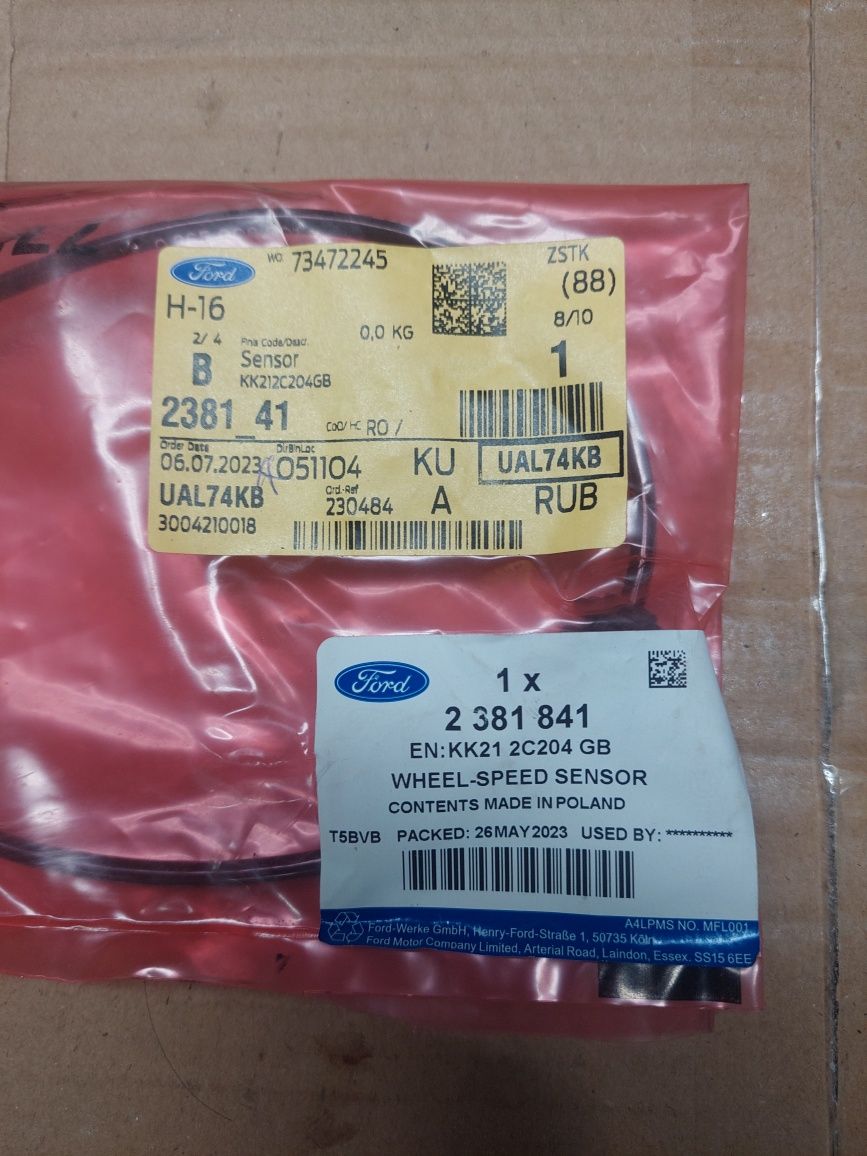 Ford
WO. 73472245
ZSTK
(88)
H-16
8/10
2/ 4
0,0 KG
1
B
Sensor
KK212C204GB
2381 41
CoO/HC RO /
Order Date
DirBinLoc
06.07.2023
051104
KU
UAL74KB
UAL74KB
Ord.-Ref
230484
A
RUB
3004210018
Ford
1 x
2 381 841
EN:KK21 2C204 GB
WHEEL-SPEED SENSOR
CONTENTS MADE IN POLAND
T5BVB PACKED: 26MAY2023 USED BY: **********
A4LPMS NO. MFL001
Ford-Werke GmbH, Henry-Ford-Straße 1, 50735 Köln
Ford Motor Company Limited, Arterial Road, Laindon, Essex. SS15 6EE